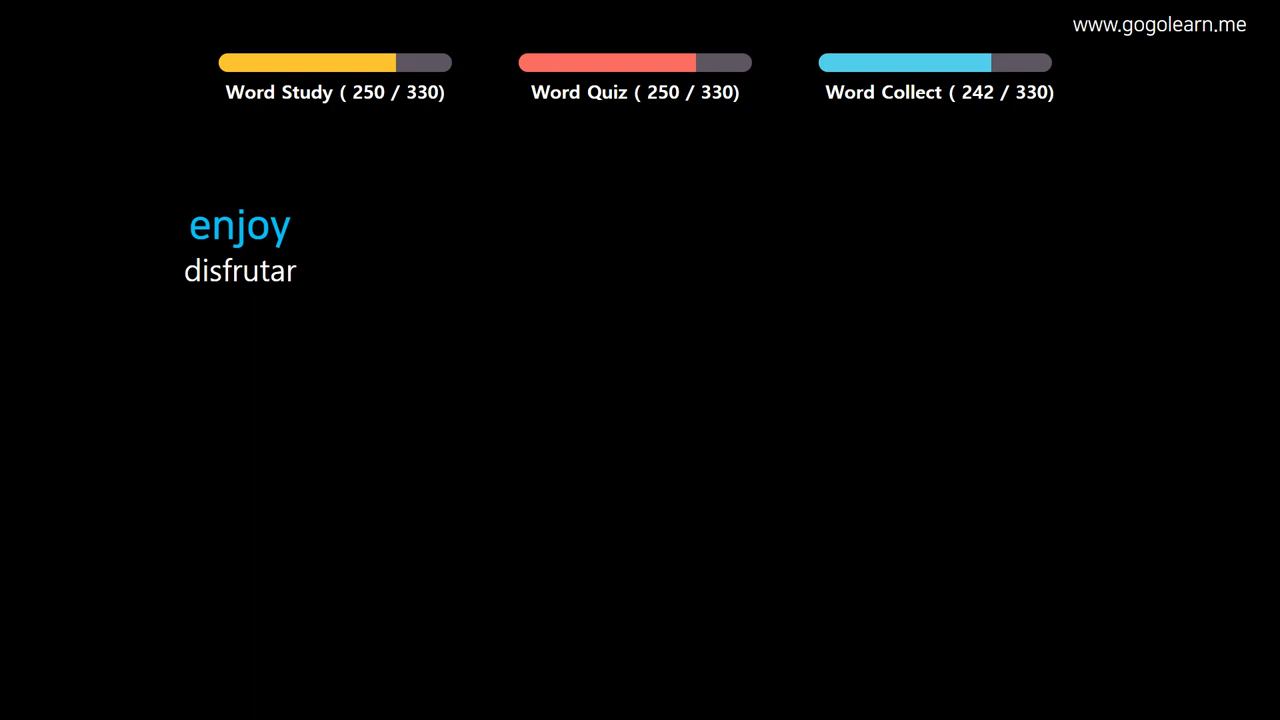 www.gogolearn.me
Word Study ( 250 / 330)
Word Quiz ( 250 / 330)
Word Collect ( 242 / 330)
enjoy
disfrutar